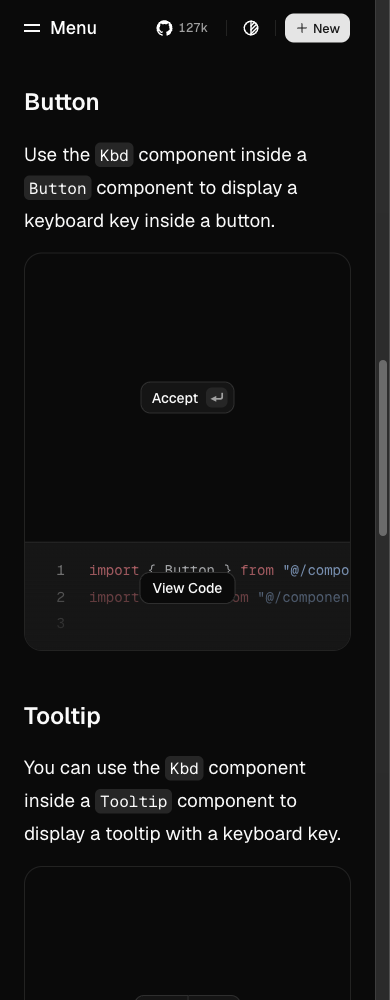 Menu 127k + New
Button
Use the Kbd component inside a
Button component to display a
keyboard key inside a button.
Accept
1 import { Button } from "@/compo
2 import om "@/componen
View Code
3
Tooltip
You can use the Kbd component
inside a Tooltip component to
display a tooltip with a keyboard key.